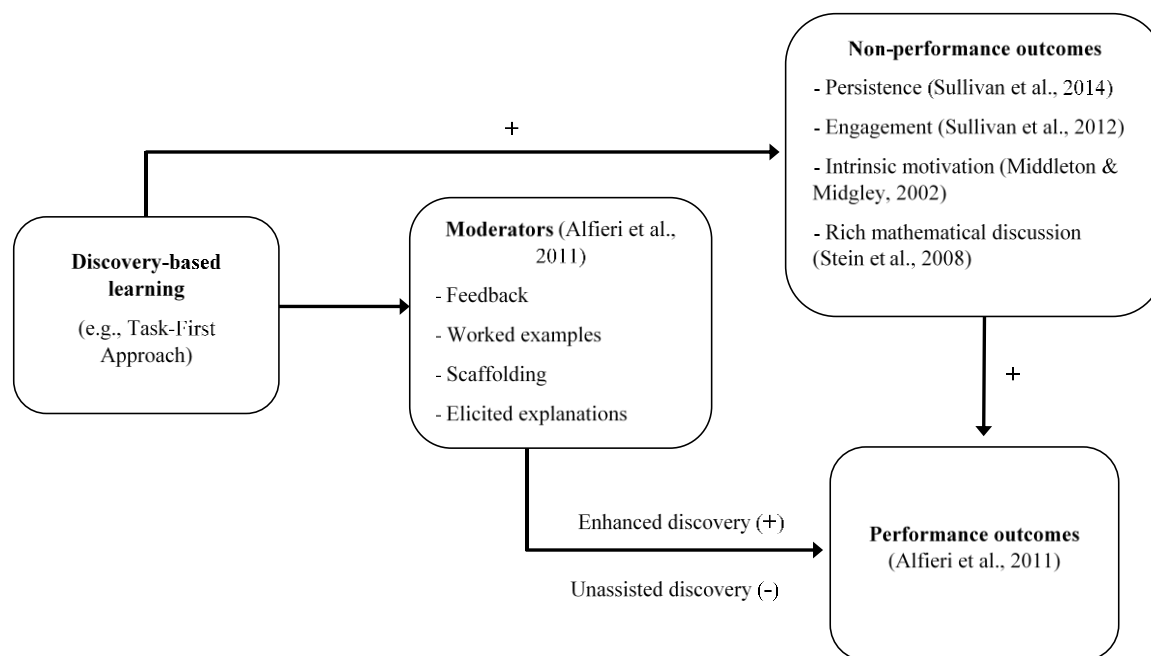 Non-performance outcomes
- Persistence (Sullivan et al., 2014)
- Engagement (Sullivan et al., 2012)
- Intrinsic motivation (Middleton &
Midgley, 2002)
- Rich mathematical discussion
(Stein et al., 2008)
+
Discovery-based
learning
(e.g., Task-First
Approach)
Moderators (Alfieri et al.,
2011)
- Feedback
- Worked examples
- Scaffolding
- Elicited explanations
+
Enhanced discovery (+)
Unassisted discovery (-)
Performance outcomes
(Alfieri et al., 2011)